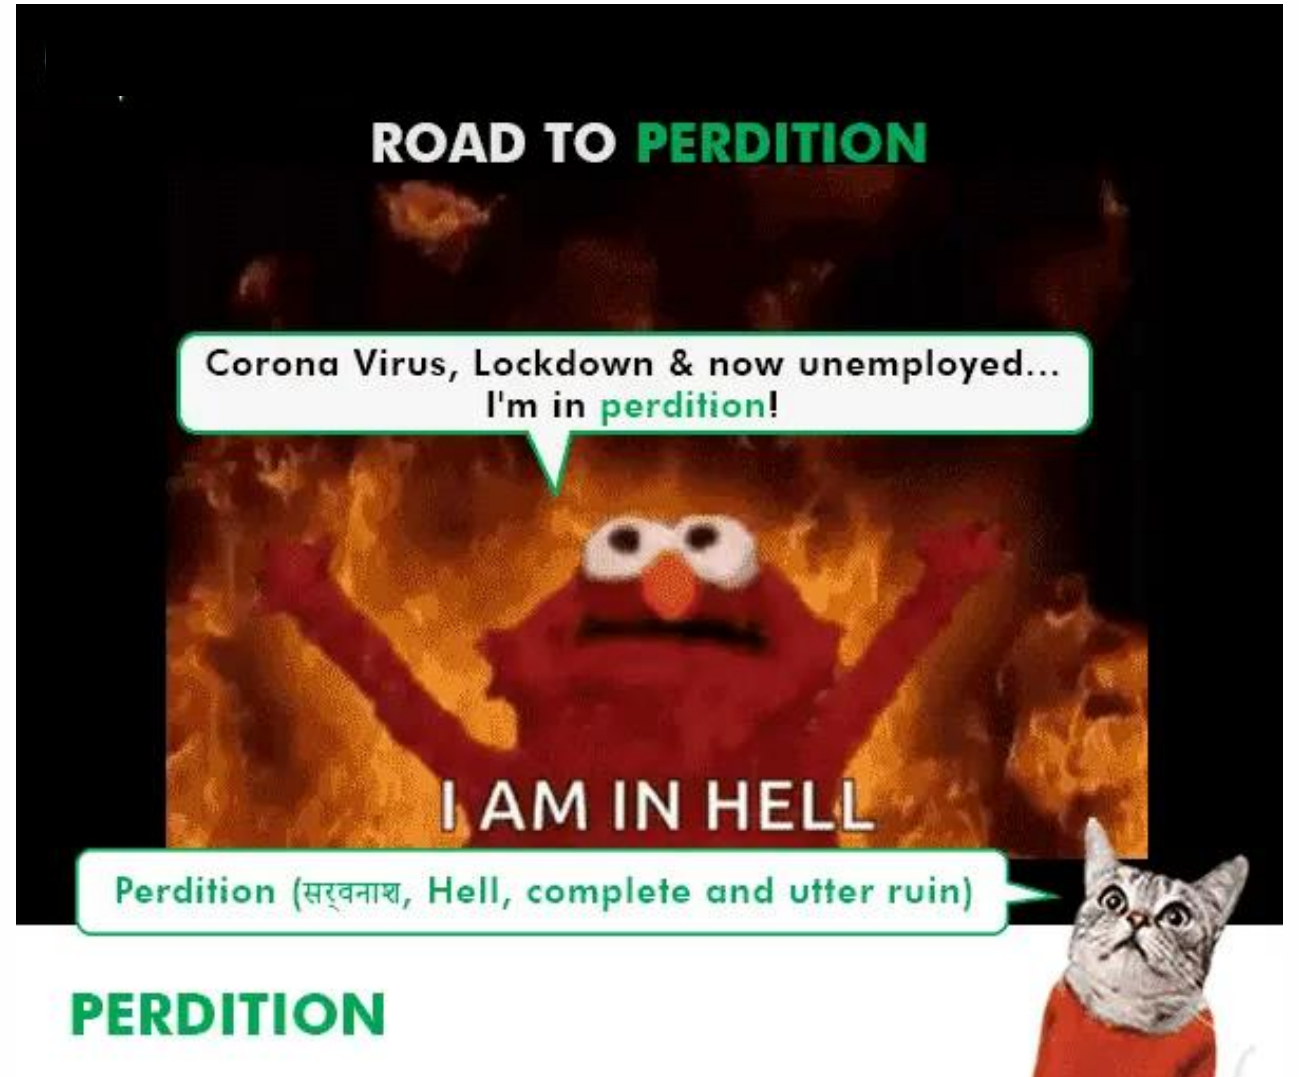 ROAD TO PERDITION
Corona Virus, Lockdown & now unemployed...
I'm in perdition!
I AM IN HELL
Perdition (सर्वनाश, Hell, complete and utter ruin)
PERDITION